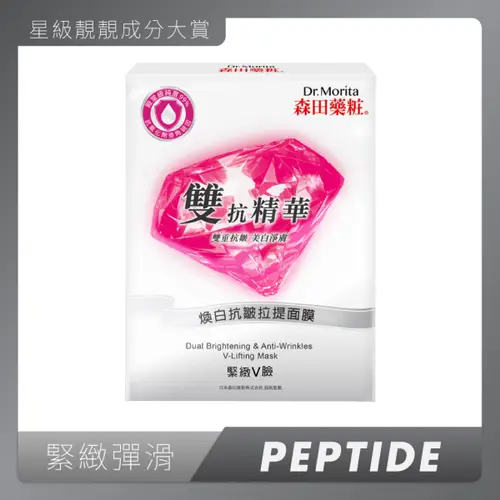 星級靚靚成分大賞
Dr.Morita
森田藥粧®
雙抗精華
雙重抗皺 美白淨膚
煥白抗皺拉提面膜
Dual Brightening & Anti-Wrinkles
V-Lifting Mask
緊緻V臉
緊緻彈滑
PEPTIDE